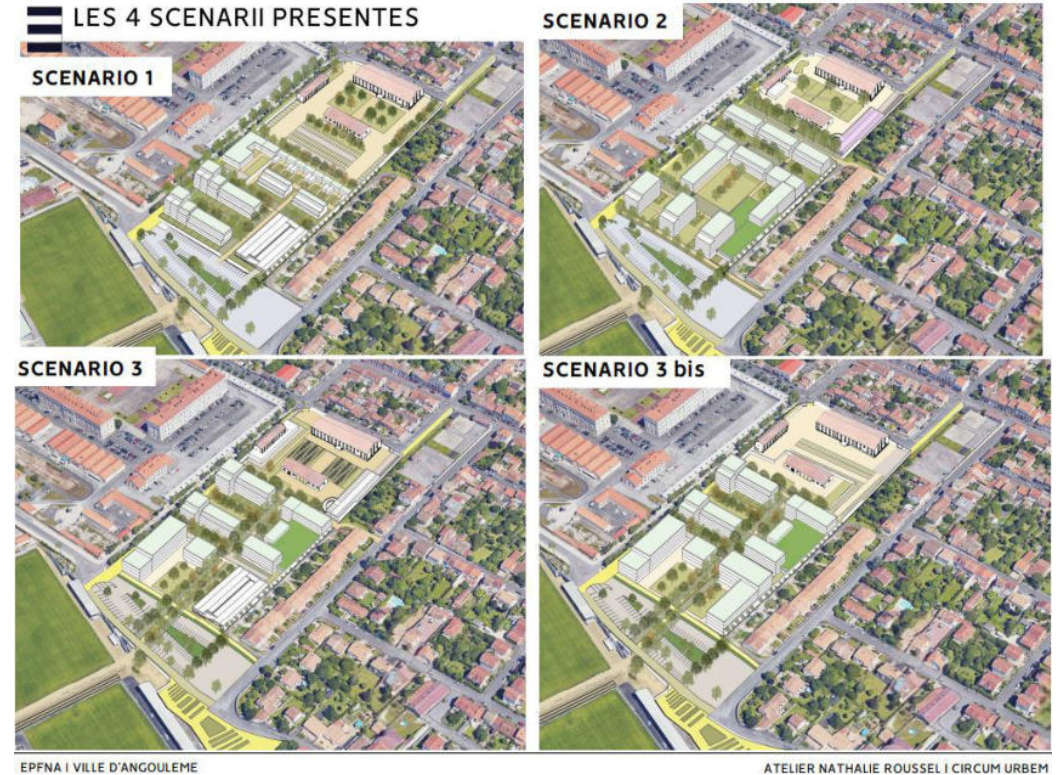 LES 4 SCENARII PRESENTES
SCENARIO 1
SCENARIO 2
SCENARIO 3
SCENARIO 3 bis
EPFNA I VILLE D'ANGOULEME
ATELIER NATHALIE ROUSSEL I CIRCUM URBEM